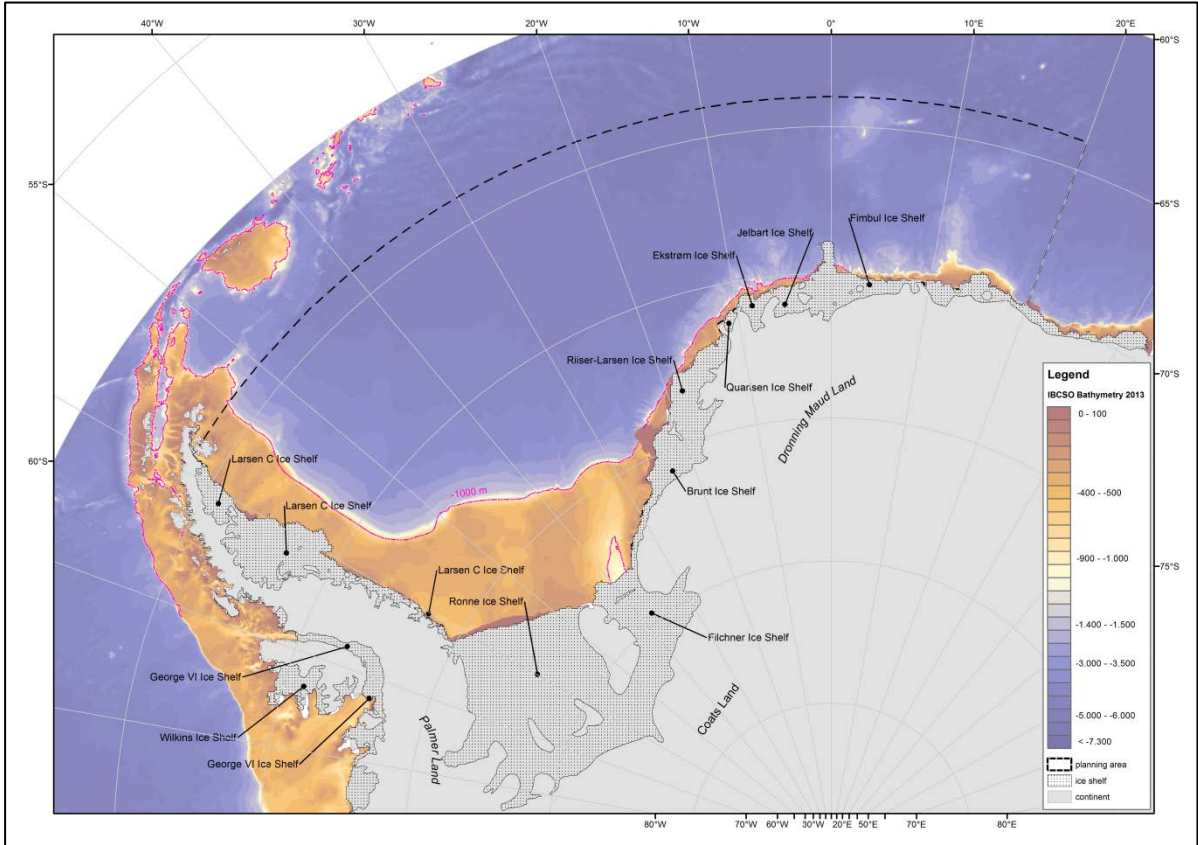 40°W
30°W
20°W
10°W
0°
10°E
20°E
60°S
55°S
65°S
Fimbul Ice Shelf
Jelbart Ice Shelf
Ekstrøm Ice Shelf
Riiser-Larsen Ice Shelf
Quarisen Ice Shelf
Dronning Maud Land
70°S
60°S
Larsen C Ice Shelf
-1000 m
Brunt Ice Shelf
Larsen C Ice Shelf
75°S
Larsen C Ice Shelf
Ronne Ice Shelf
Filchner Ice Shelf
George VI Ice Shelf
Wilkins Ice Shelf
George VI Ice Shelf
Palmer Land
Coats Land
Legend
IBCSO Bathymetry 2013
0 - 100
-400 - -500
-900 - -1.000
-1.400 - -1.500
-3.000 - -3.500
-5.000 - -6.000
< -7.300
planning area
ice shelf
continent
80°W
70°W
60°W
30°W
20°E
50°E
70°E
80°E